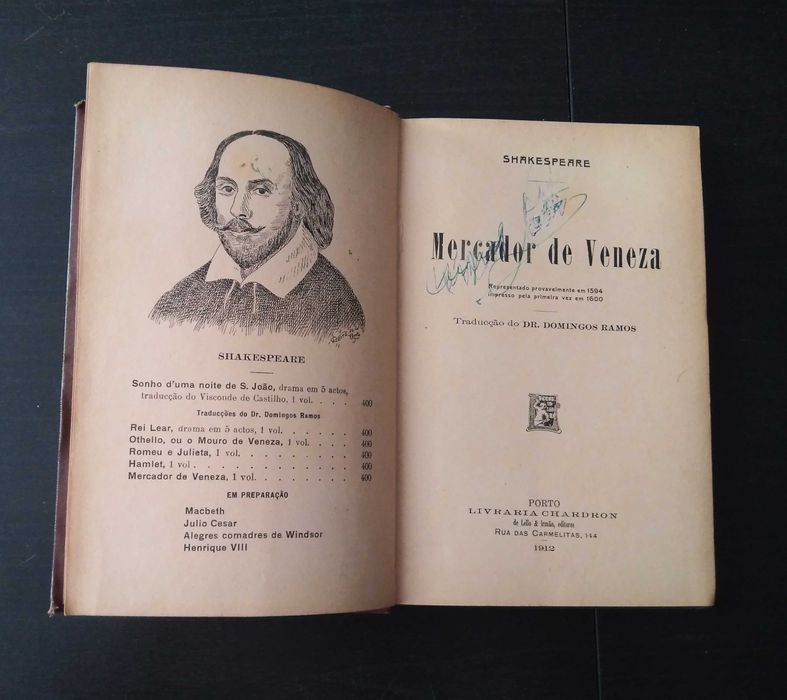 SHAKESPEARE
Sonho d'uma noite de S. João, drama em 5 actos,
traducção do Visconde de Castilho, 1 vol. . . . 400
Traducções do Dr. Domingos Ramos
Rei Lear, drama em 5 actos, 1 vol. . . . . . . 400
Othello, ou o Mouro de Veneza, 1 vol. . . . . 400
Romeu e Julieta, 1 vol. . . . . . . . . . 400
Hamlet, 1 vol . . . . . . . . . . . . . 400
Mercador de Veneza, 1 vol. . . . . . . . . 400
EM PREPARAÇÃO
Macbeth
Julio Cesar
Alegres comadres de Windsor
Henrique VIII
SHAKESPEARE
Mercador de Veneza
Representado provavelmente em 1594
impresso pela primeira vez em 1600
Traducção do DR. DOMINGOS RAMOS
PORTO
LIVRARIA CHARDRON
de Lello & Irmão, editores
RUA DAS CARMELITAS, 144
1912